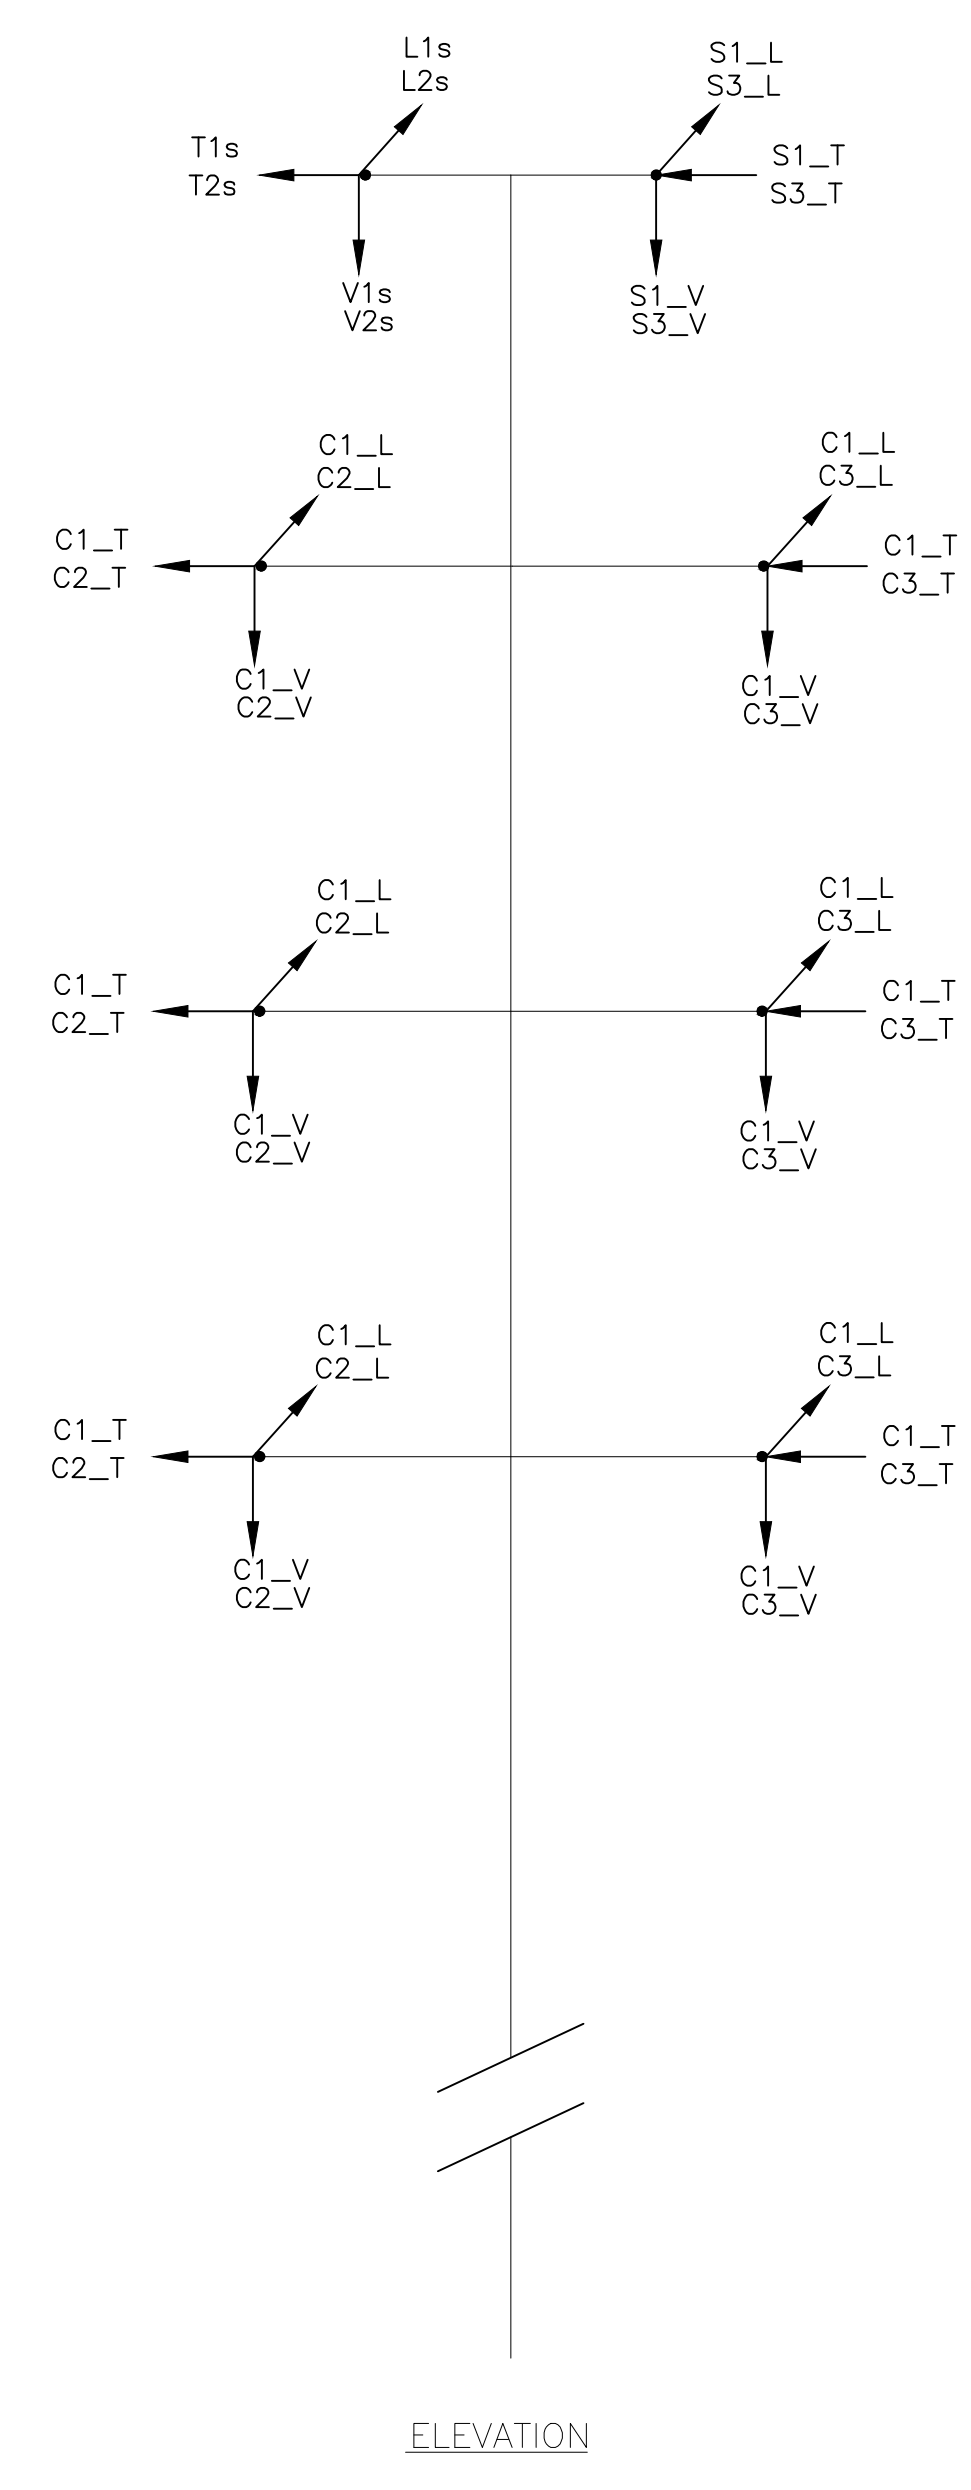 L1s
L2s
S1_L
S3_L
T1s
T2s
S1_T
S3_T
V1s
V2s
S1_V
S3_V
C1_L
C2_L
C1_L
C3_L
C1_T
C2_T
C1_T
C3_T
C1_V
C2_V
C1_V
C3_V
C1_L
C2_L
C1_L
C3_L
C1_T
C2_T
C1_T
C3_T
C1_V
C2_V
C1_V
C3_V
C1_L
C2_L
C1_L
C3_L
C1_T
C2_T
C1_T
C3_T
C1_V
C2_V
C1_V
C3_V
ELEVATION